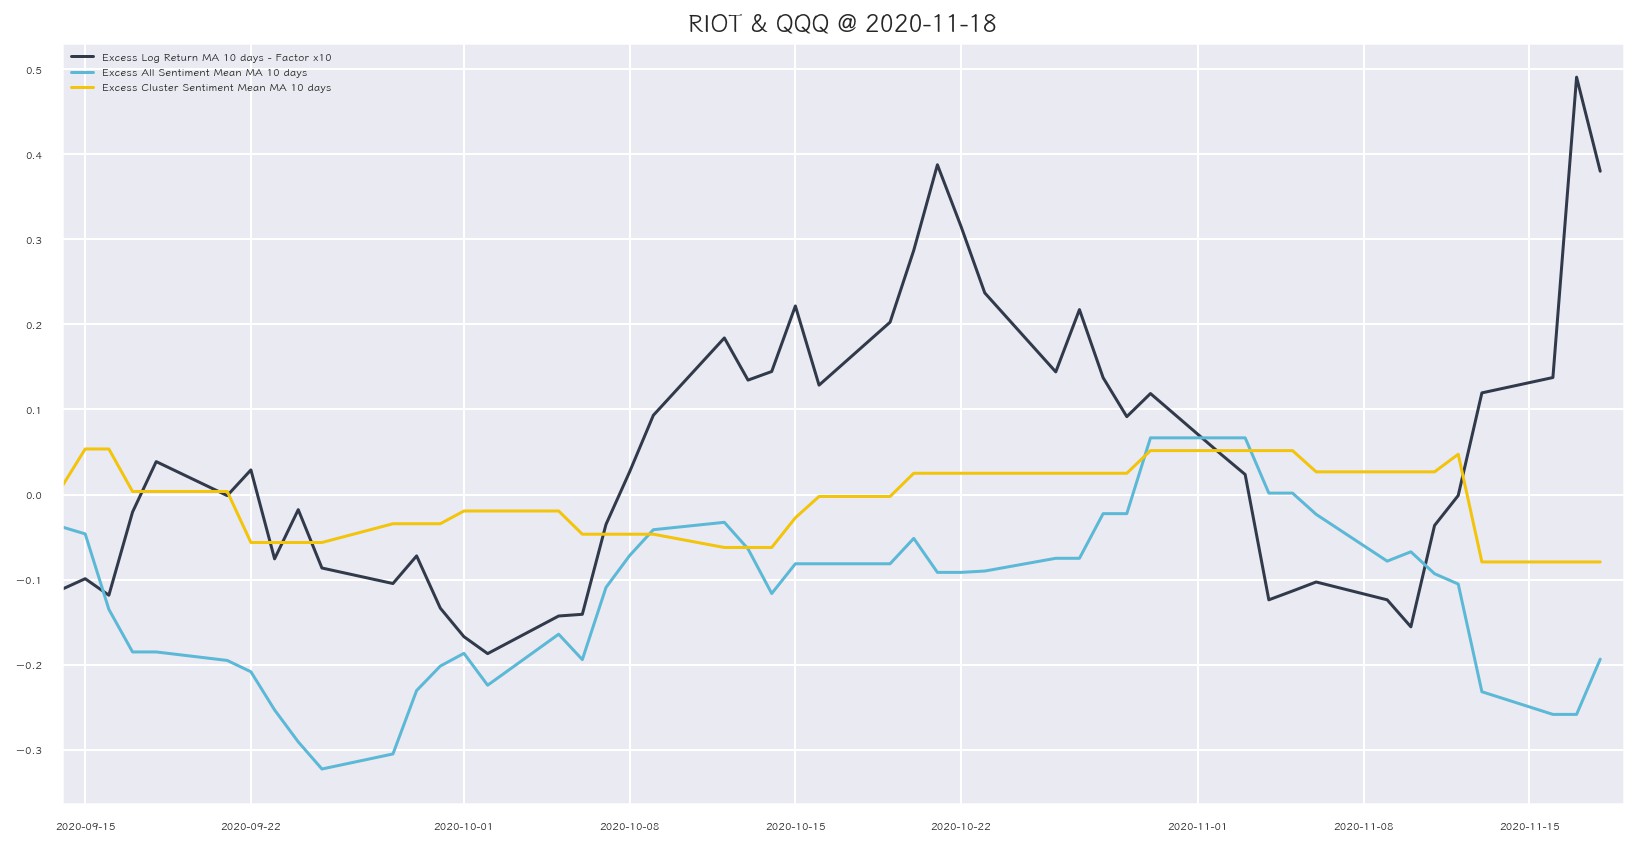 RIOT & QQQ @ 2020-11-18
Excess Log Return MA 10 days - Factor x10
Excess All Sentiment Mean MA 10 days
Excess Cluster Sentiment Mean MA 10 days
0.5
0.4
0.3
0.2
0.1
0.0
−0.1
−0.2
−0.3
2020-09-15 2020-09-22 2020-10-01 2020-10-08 2020-10-15 2020-10-22 2020-11-01 2020-11-08 2020-11-15